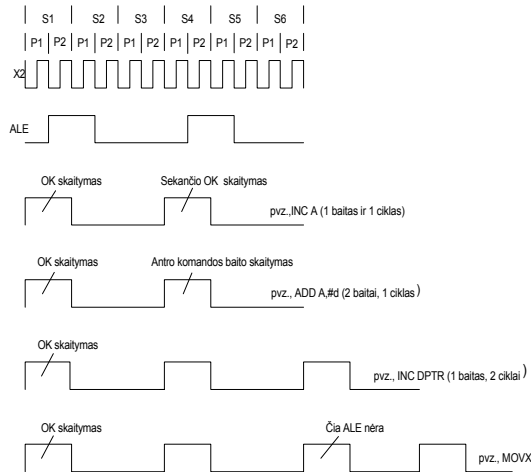 S1 S2 S3 S4 S5 S6
P1 P2 P1 P2 P1 P2 P1 P2 P1 P2 P1 P2
X2
ALE
OK skaitymas Sekančio OK skaitymas
pvz.,INC A (1 baitas ir 1 ciklas)
OK skaitymas Antro komandos baito skaitymas
pvz., ADD A,#d (2 baitai, 1 ciklas)
OK skaitymas
pvz., INC DPTR (1 baitas, 2 ciklai)
OK skaitymas Čia ALE nėra
pvz., MOVX